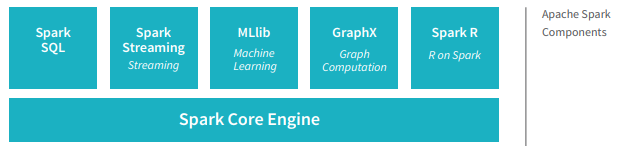 Spark
SQL
Spark
Streaming
Streaming
MLlib
Machine
Learning
GraphX
Graph
Computation
Spark R
R on Spark
Spark Core Engine
Apache Spark
Components